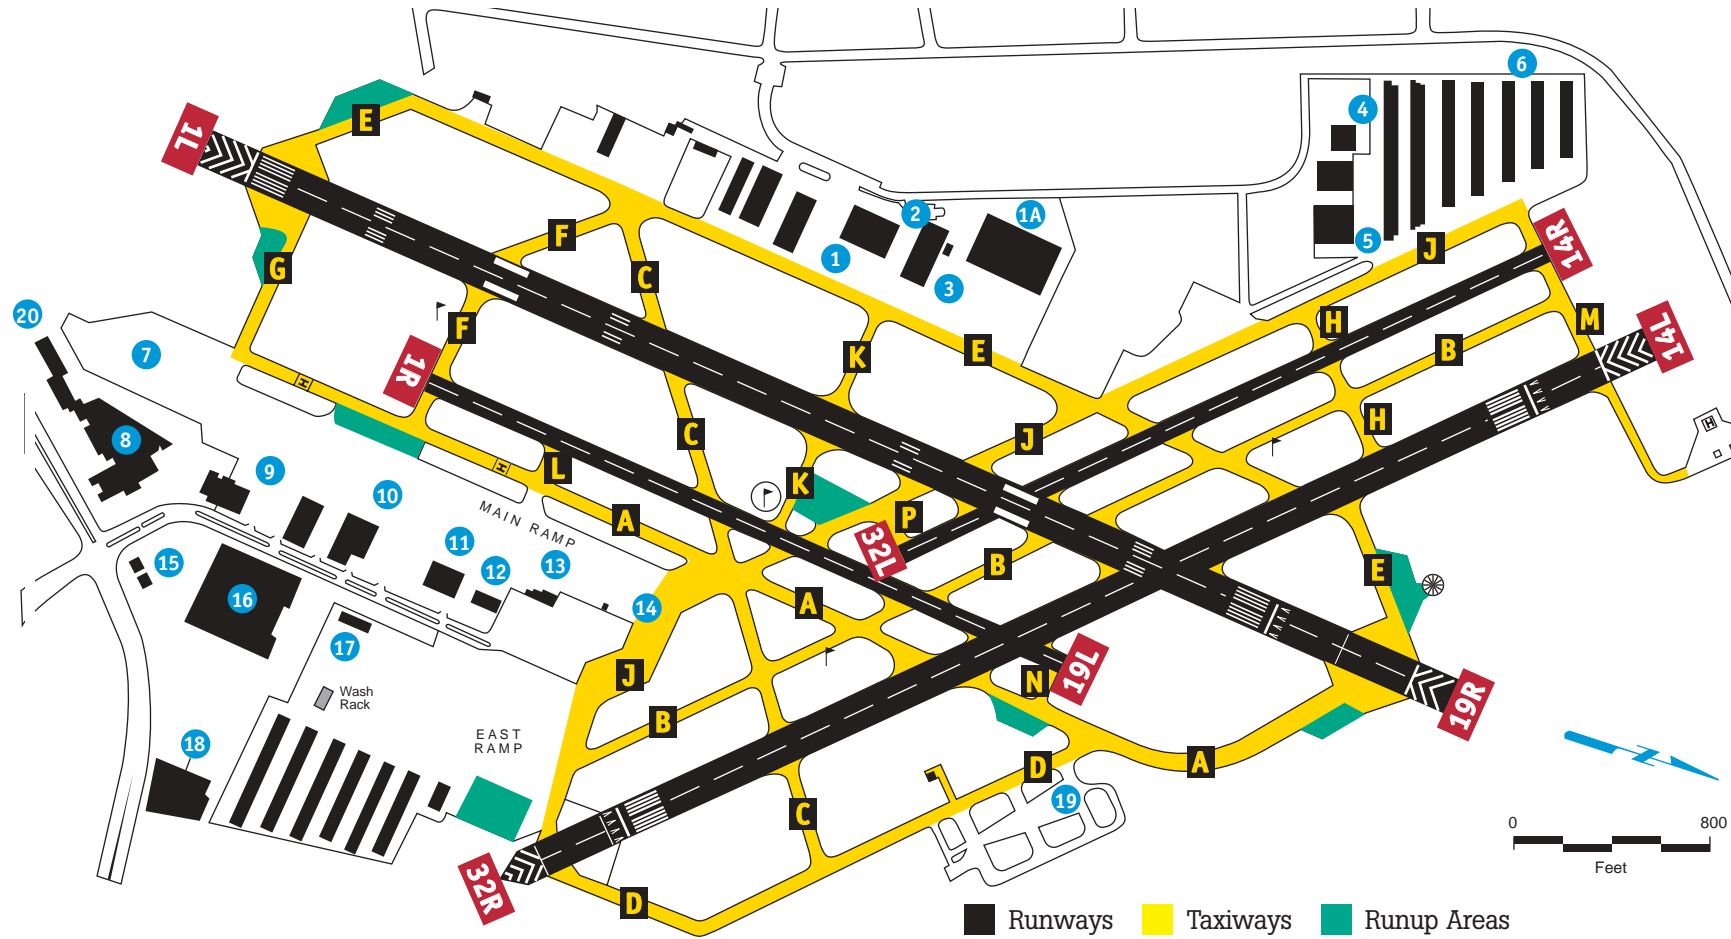 6
4
E
1L
2
1A
F
5
J
14R
1
G
C
3
20
F
H
M
7
1R
K
E
B
14L
H
8
C
J
H
9
L
H
K
10
A
P
MAIN RAMP
11
32L
B
15
12
13
E
16
A
14
17
J
N
19L
Wash
Rack
19R
B
EAST
RAMP
18
D
A
19
C
0
800
Feet
32R
D
Runways
Taxiways
Runup Areas
H